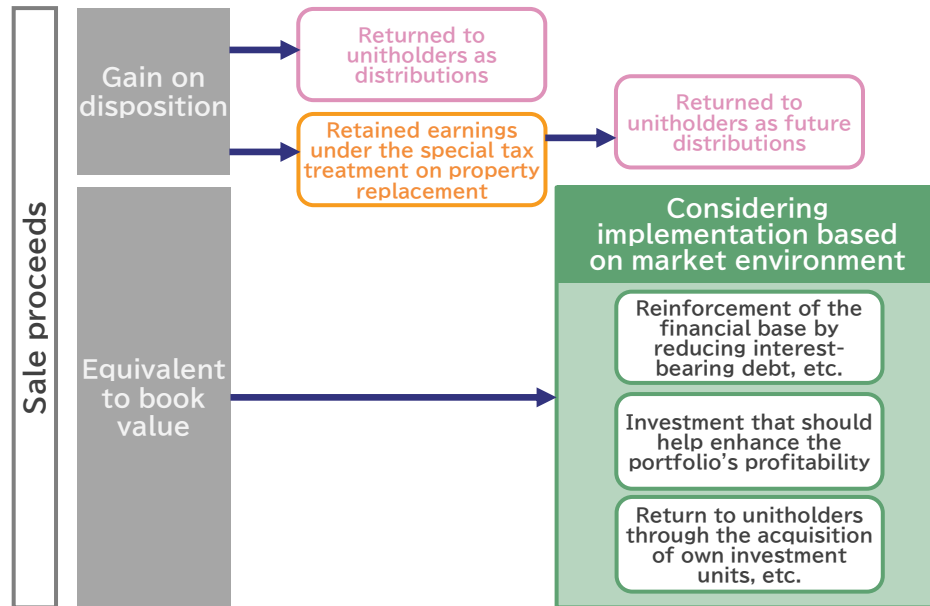 Sale proceeds
Gain on
disposition
Returned to
unitholders as
distributions
Retained earnings
under the special tax
treatment on property
replacement
Returned to
unitholders as future
distributions
Equivalent
to book
value
Considering
implementation based
on market environment
Reinforcement of the
financial base by
reducing interest-
bearing debt, etc.
Investment that should
help enhance the
portfolio’s profitability
Return to unitholders
through the acquisition
of own investment
units, etc.